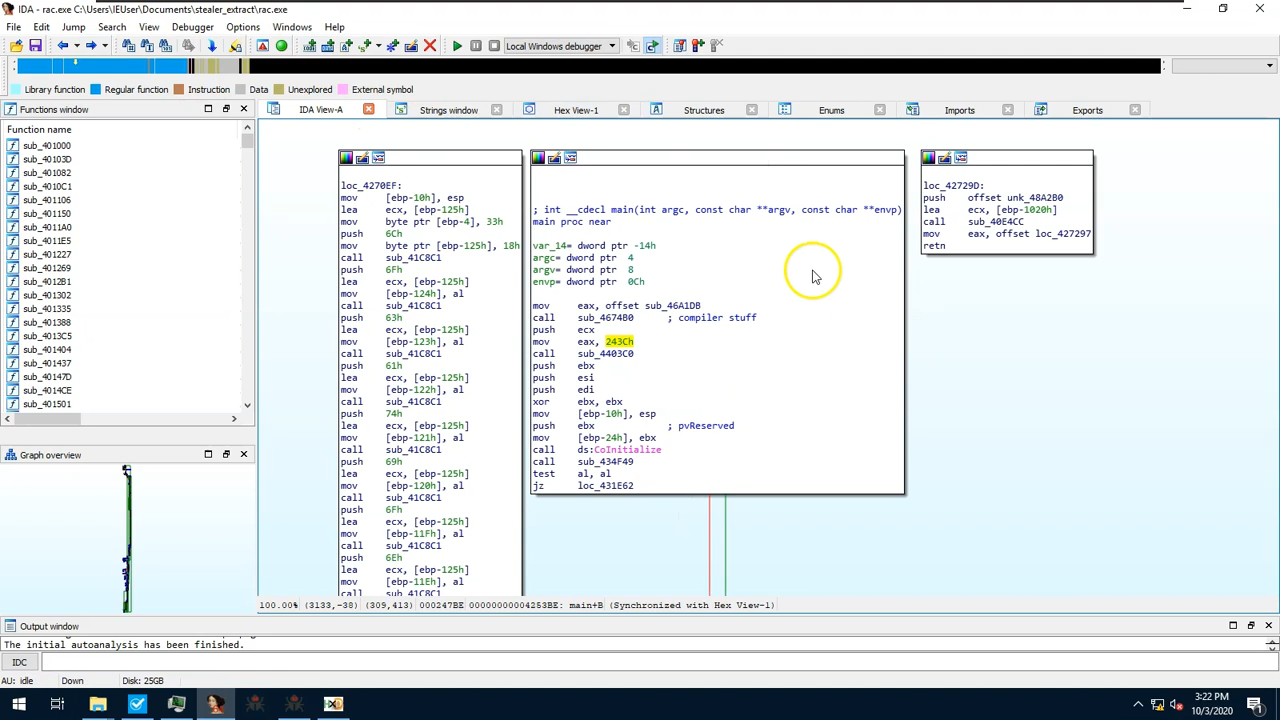 IDA - rac.exe C:\Users\IEUser\Documents\stealer_extract\rac.exe
File Edit Jump Search View Debugger Options Windows Help
Local Windows debugger
Library function Regular function Instruction Data Unexplored External symbol
Functions window
Function name
sub_401000
sub_40103D
sub_401082
sub_4010C1
sub_401106
sub_401150
sub_4011A0
sub_4011E5
sub_401227
sub_401269
sub_4012B1
sub_401302
sub_401335
sub_401388
sub_4013C5
sub_401404
sub_401437
sub_40147D
sub_4014CE
sub_401501
Graph overview
IDA View-A Strings window Hex View-1 Structures Enums Imports Exports
loc_4270EF:
mov [ebp-10h], esp
lea ecx, [ebp-125h]
mov byte ptr [ebp-4], 33h
push 6Ch
mov byte ptr [ebp-125h], 18h
call sub_41C8C1
push 6Fh
lea ecx, [ebp-125h]
mov [ebp-124h], al
call sub_41C8C1
push 63h
lea ecx, [ebp-125h]
mov [ebp-123h], al
call sub_41C8C1
push 61h
lea ecx, [ebp-125h]
mov [ebp-122h], al
call sub_41C8C1
push 74h
lea ecx, [ebp-125h]
mov [ebp-121h], al
call sub_41C8C1
push 69h
lea ecx, [ebp-125h]
mov [ebp-120h], al
call sub_41C8C1
push 6Fh
lea ecx, [ebp-125h]
mov [ebp-11Fh], al
call sub_41C8C1
push 6Eh
lea ecx, [ebp-125h]
mov [ebp-11Eh], al
call sub_41C8C1
; int __cdecl main(int argc, const char **argv, const char **envp)
main proc near
var_14= dword ptr -14h
argc= dword ptr 4
argv= dword ptr 8
envp= dword ptr 0Ch
mov eax, offset sub_46A1DB
call sub_4674B0 ; compiler stuff
push ecx
mov eax, 243Ch
call sub_4403C0
push ebx
push esi
push edi
xor ebx, ebx
mov [ebp-10h], esp
push ebx ; pvReserved
mov [ebp-24h], ebx
call ds:CoInitialize
call sub_434F49
test al, al
jz loc_431E62
loc_42729D:
push offset unk_48A2B0
lea ecx, [ebp-1020h]
call sub_40E4CC
mov eax, offset loc_427297
retn
100.00% (3133,-38) (309,413) 000247BE 00000000004253BE: main+B (Synchronized with Hex View-1)
Output window
The initial autoanalysis has been finished.
IDC
AU: idle Down Disk: 25GB
3:22 PM
10/3/2020